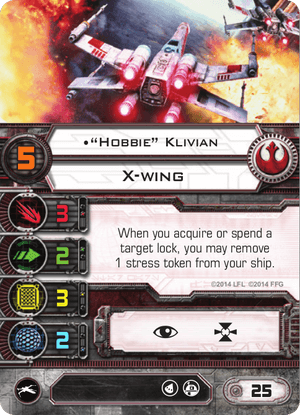 •“Hobbie” Klivian
5
X-wing
3
When you acquire or spend a
target lock, you may remove
1 stress token from your ship.
2
©2014 LFL ©2014 FFG
3
2
25